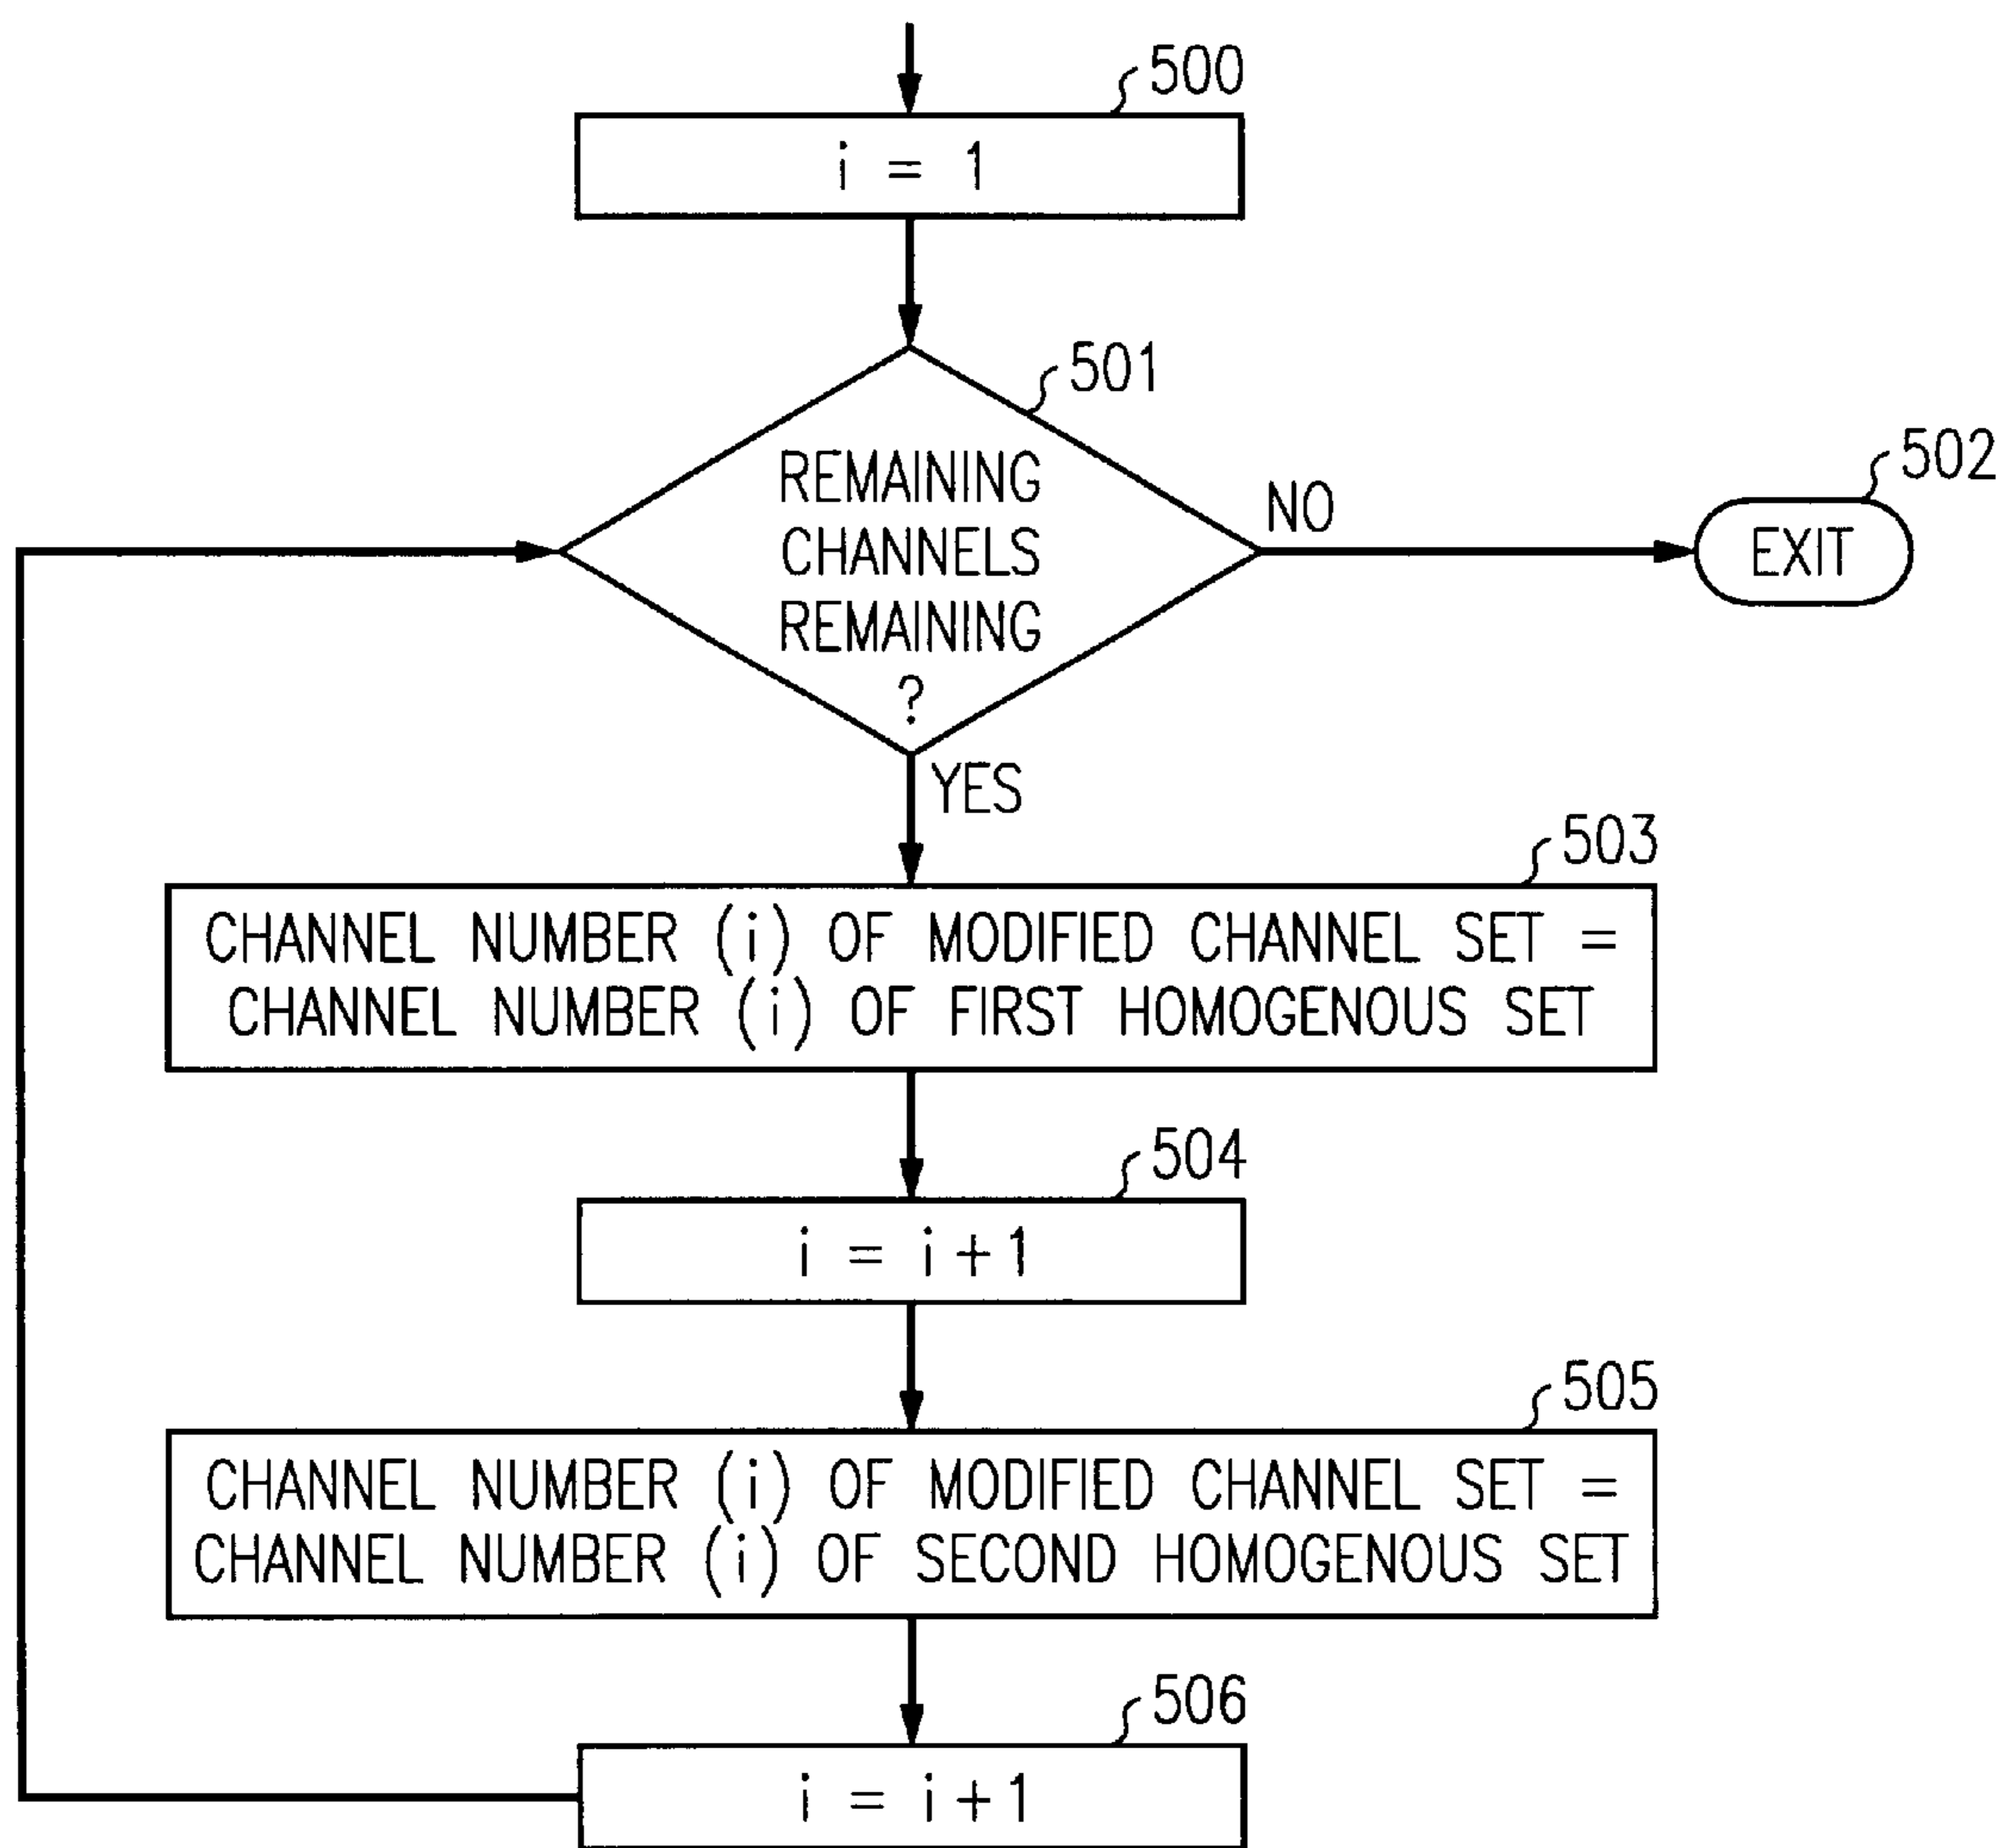 500
i = 1
501
REMAINING
CHANNELS
REMAINING
?
NO
502
EXIT
YES
503
CHANNEL NUMBER (i) OF MODIFIED CHANNEL SET =
CHANNEL NUMBER (i) OF FIRST HOMOGENOUS SET
504
i = i+1
505
CHANNEL NUMBER (i) OF MODIFIED CHANNEL SET =
CHANNEL NUMBER (i) OF SECOND HOMOGENOUS SET
506
i = i+1